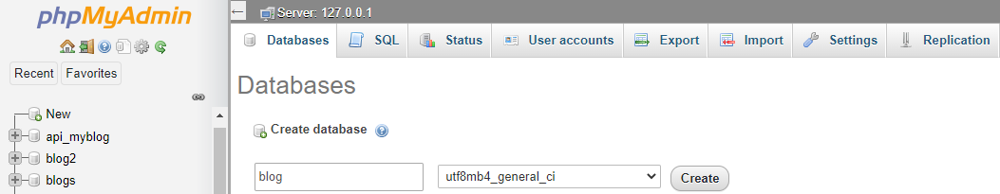 phpMyAdmin
Recent Favorites
New
api_myblog
blog2
blogs
Server: 127.0.0.1
Databases SQL Status User accounts Export Import Settings Replication
Databases
Create database
blog utf8mb4_general_ci Create